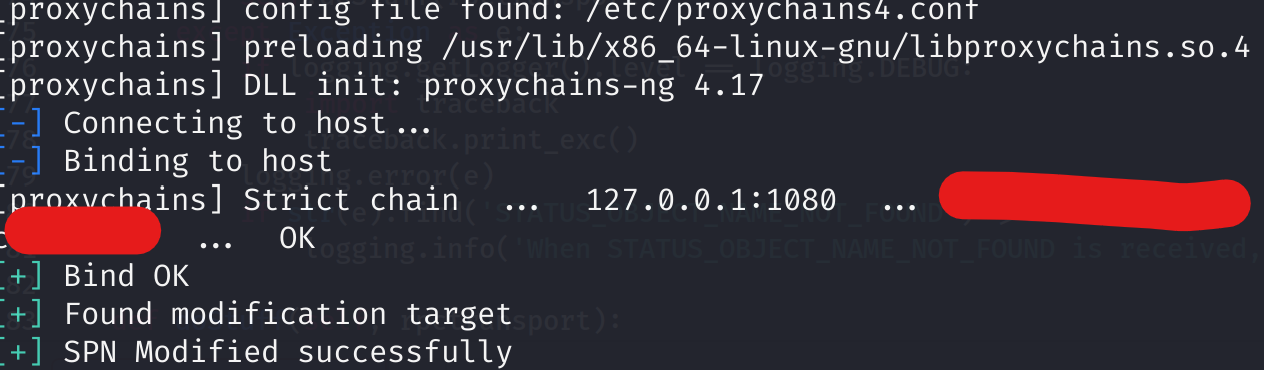 [proxychains] config file found: /etc/proxychains4.conf
[proxychains] preloading /usr/lib/x86_64-linux-gnu/libproxychains.so.4
[proxychains] DLL init: proxychains-ng 4.17
[-] Connecting to host...
[-] Binding to host
[proxychains] Strict chain ... 127.0.0.1:1080 ...
... OK
[+] Bind OK
[+] Found modification target
[+] SPN Modified successfully